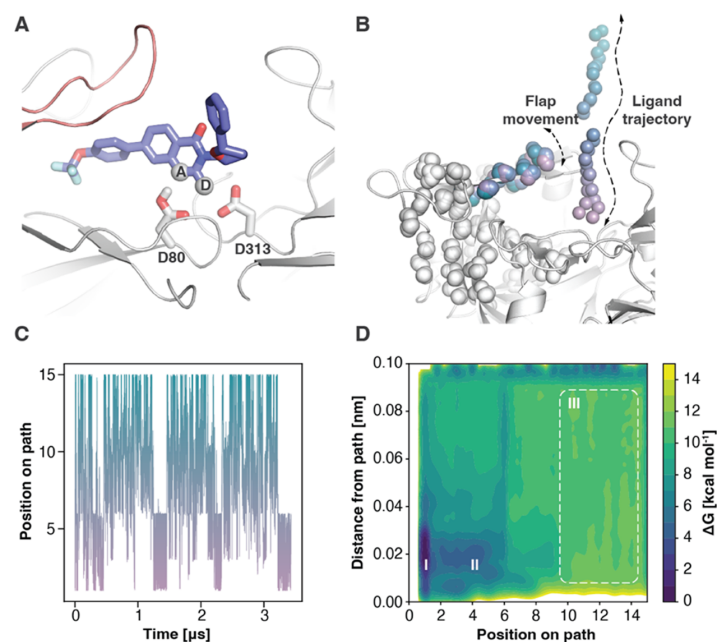 A
A
D
D80
D313
B
Flap
movement
Ligand
trajectory
C
15
10
5
Position on path
0
1
2
3
Time [µs]
D
0.10
0.08
0.06
0.04
0.02
0.00
Distance from path [nm]
I
II
III
0
2
4
6
8
10
12
14
Position on path
14
12
10
8
6
4
2
0
ΔG [kcal mol⁻¹]